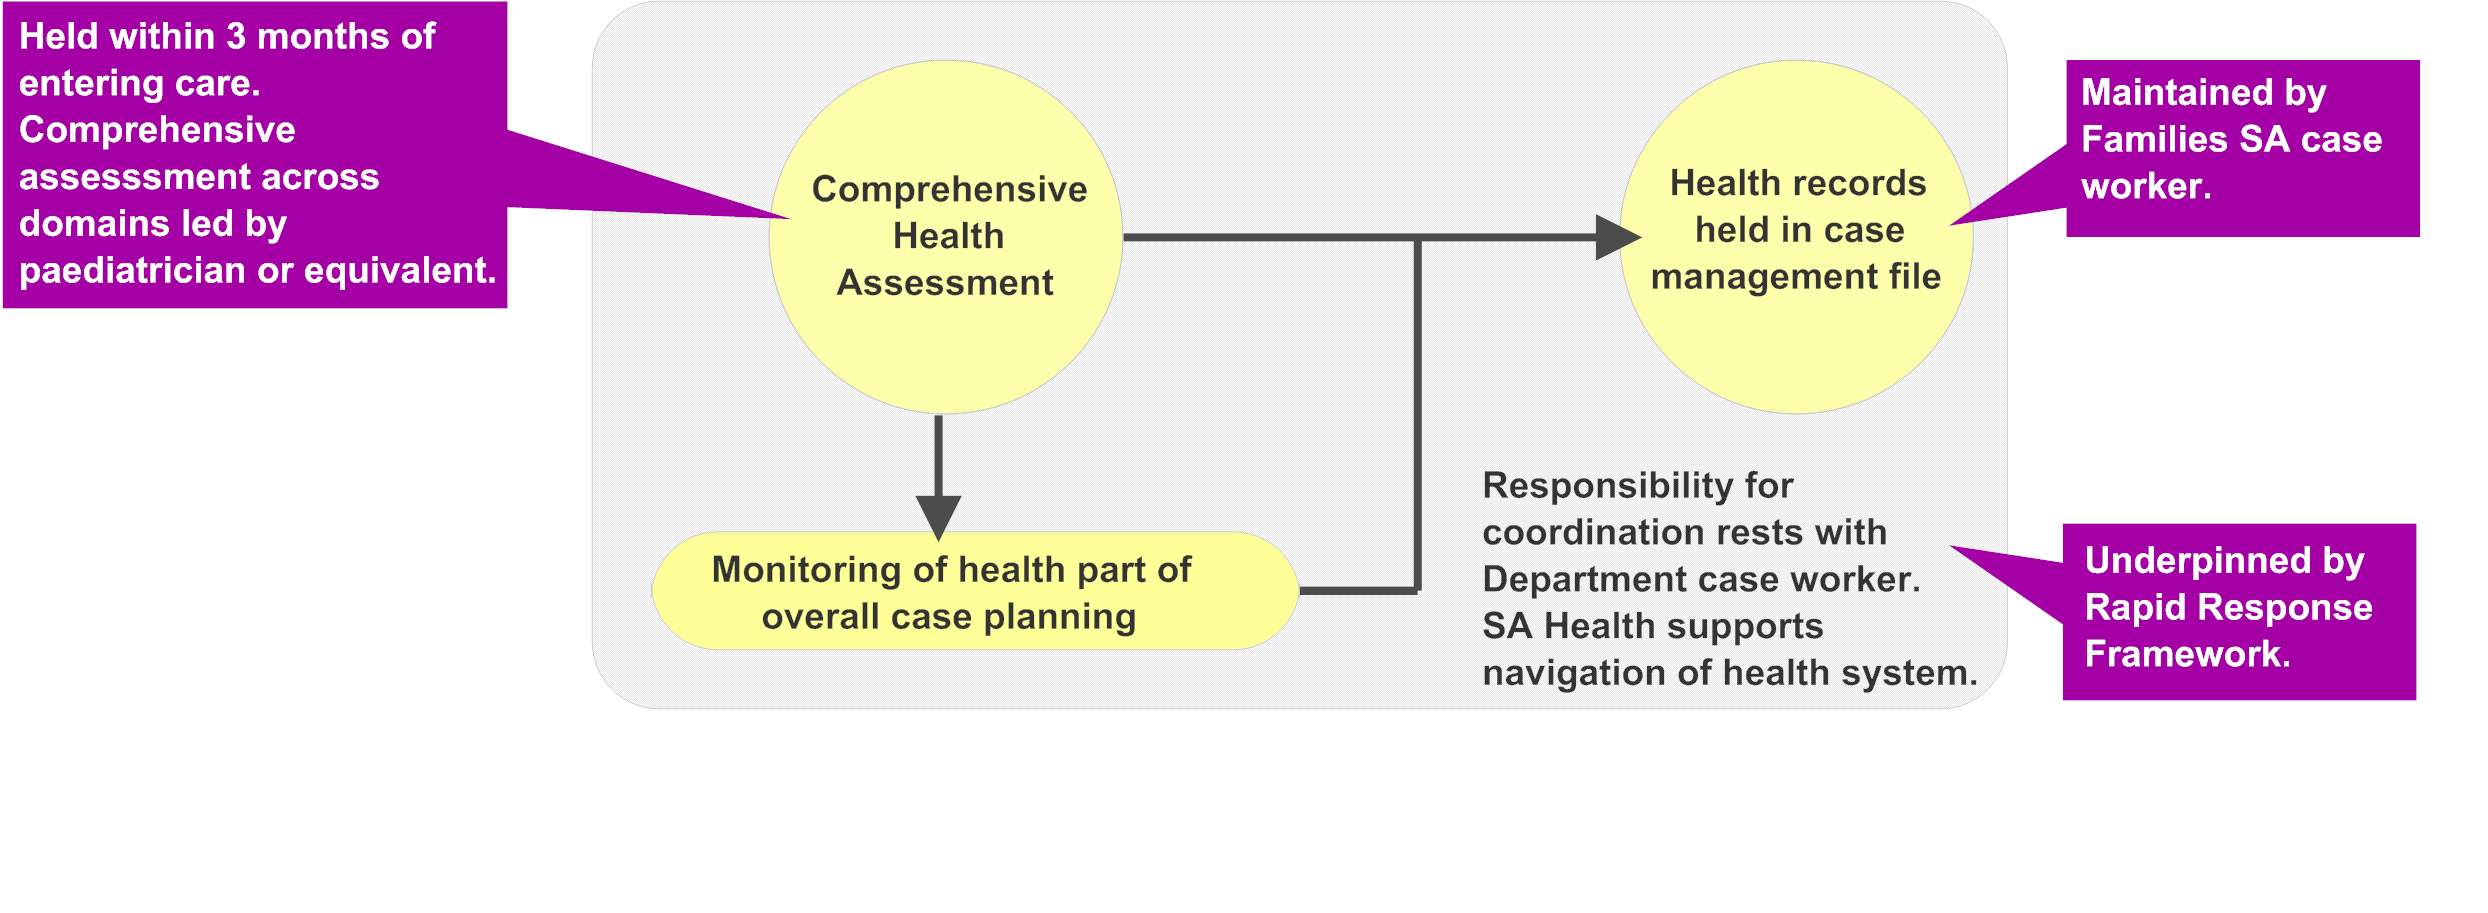 Held within 3 months of
entering care.
Comprehensive
assesssment across
domains led by
paediatrician or equivalent.
Comprehensive
Health
Assessment
Health records
held in case
management file
Maintained by
Families SA case
worker.
Monitoring of health part of
overall case planning
Responsibility for
coordination rests with
Department case worker.
SA Health supports
navigation of health system.
Underpinned by
Rapid Response
Framework.